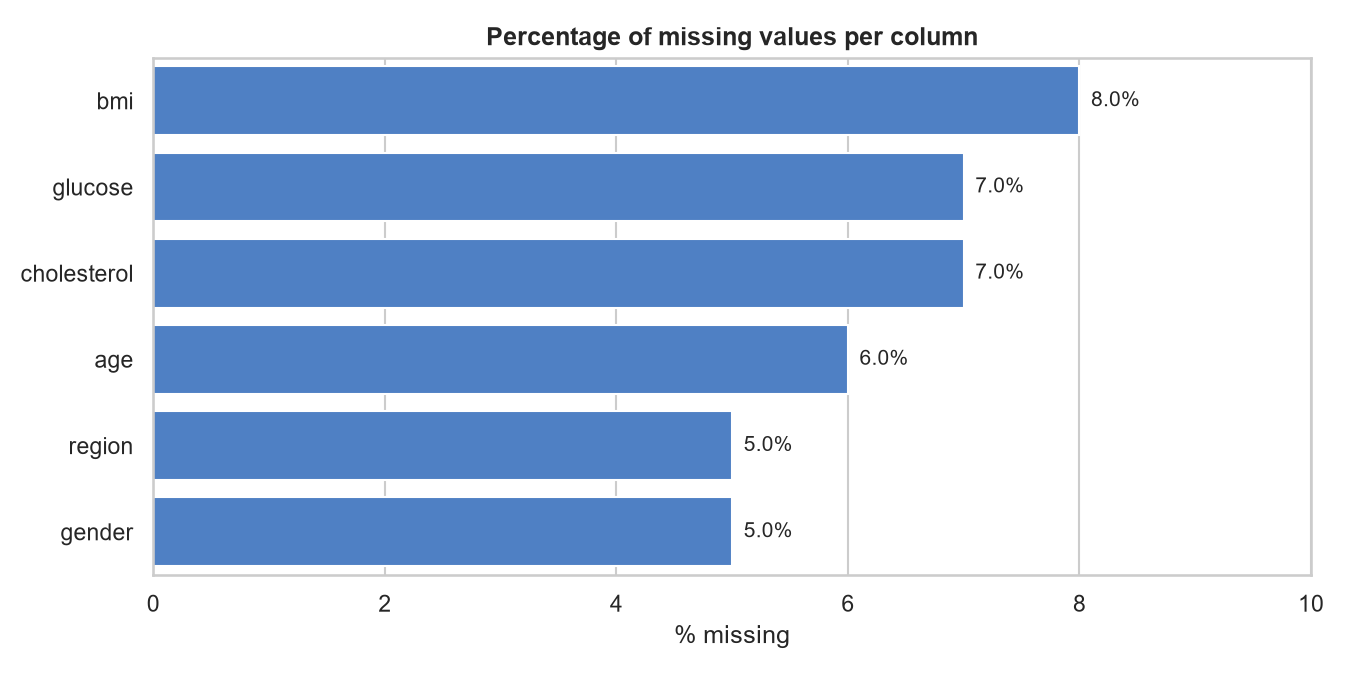 Percentage of missing values per column
bmi 8.0%
glucose 7.0%
cholesterol 7.0%
age 6.0%
region 5.0%
gender 5.0%
0 2 4 6 8 10
% missing